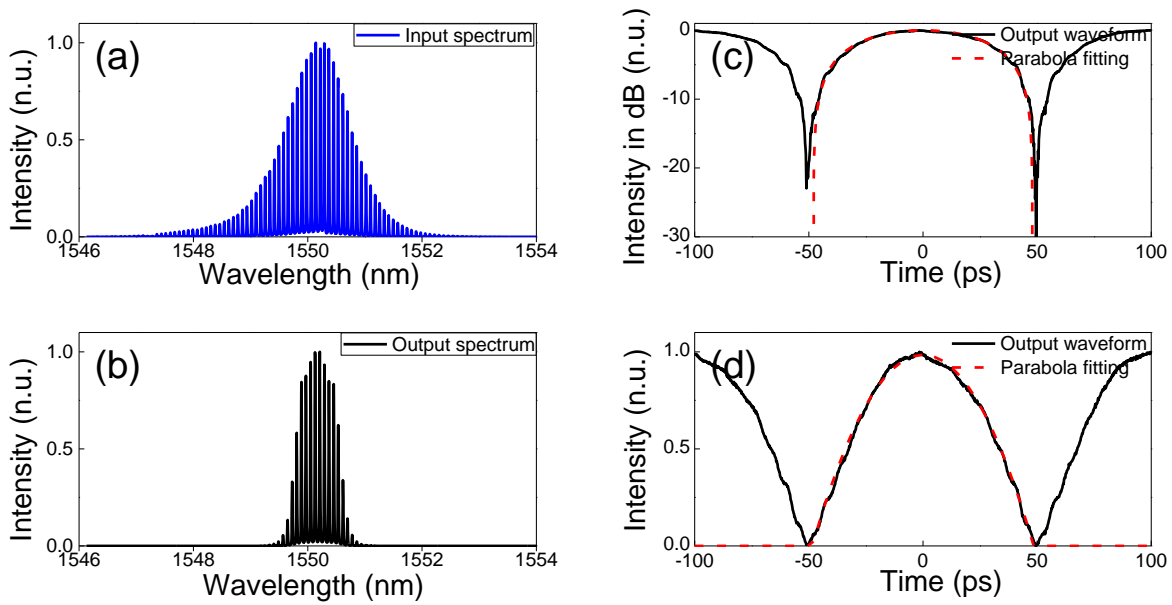 (a)
Input spectrum
Intensity (n.u.)
1.0
0.5
0.0
1546
1548
1550
1552
1554
Wavelength (nm)
(b)
Output spectrum
Intensity (n.u.)
1.0
0.5
0.0
1546
1548
1550
1552
1554
Wavelength (nm)
(c)
Output waveform
Parabola fitting
Intensity in dB (n.u.)
0
-10
-20
-30
-100
-50
0
50
100
Time (ps)
(d)
Output waveform
Parabola fitting
Intensity (n.u.)
1.0
0.5
0.0
-100
-50
0
50
100
Time (ps)